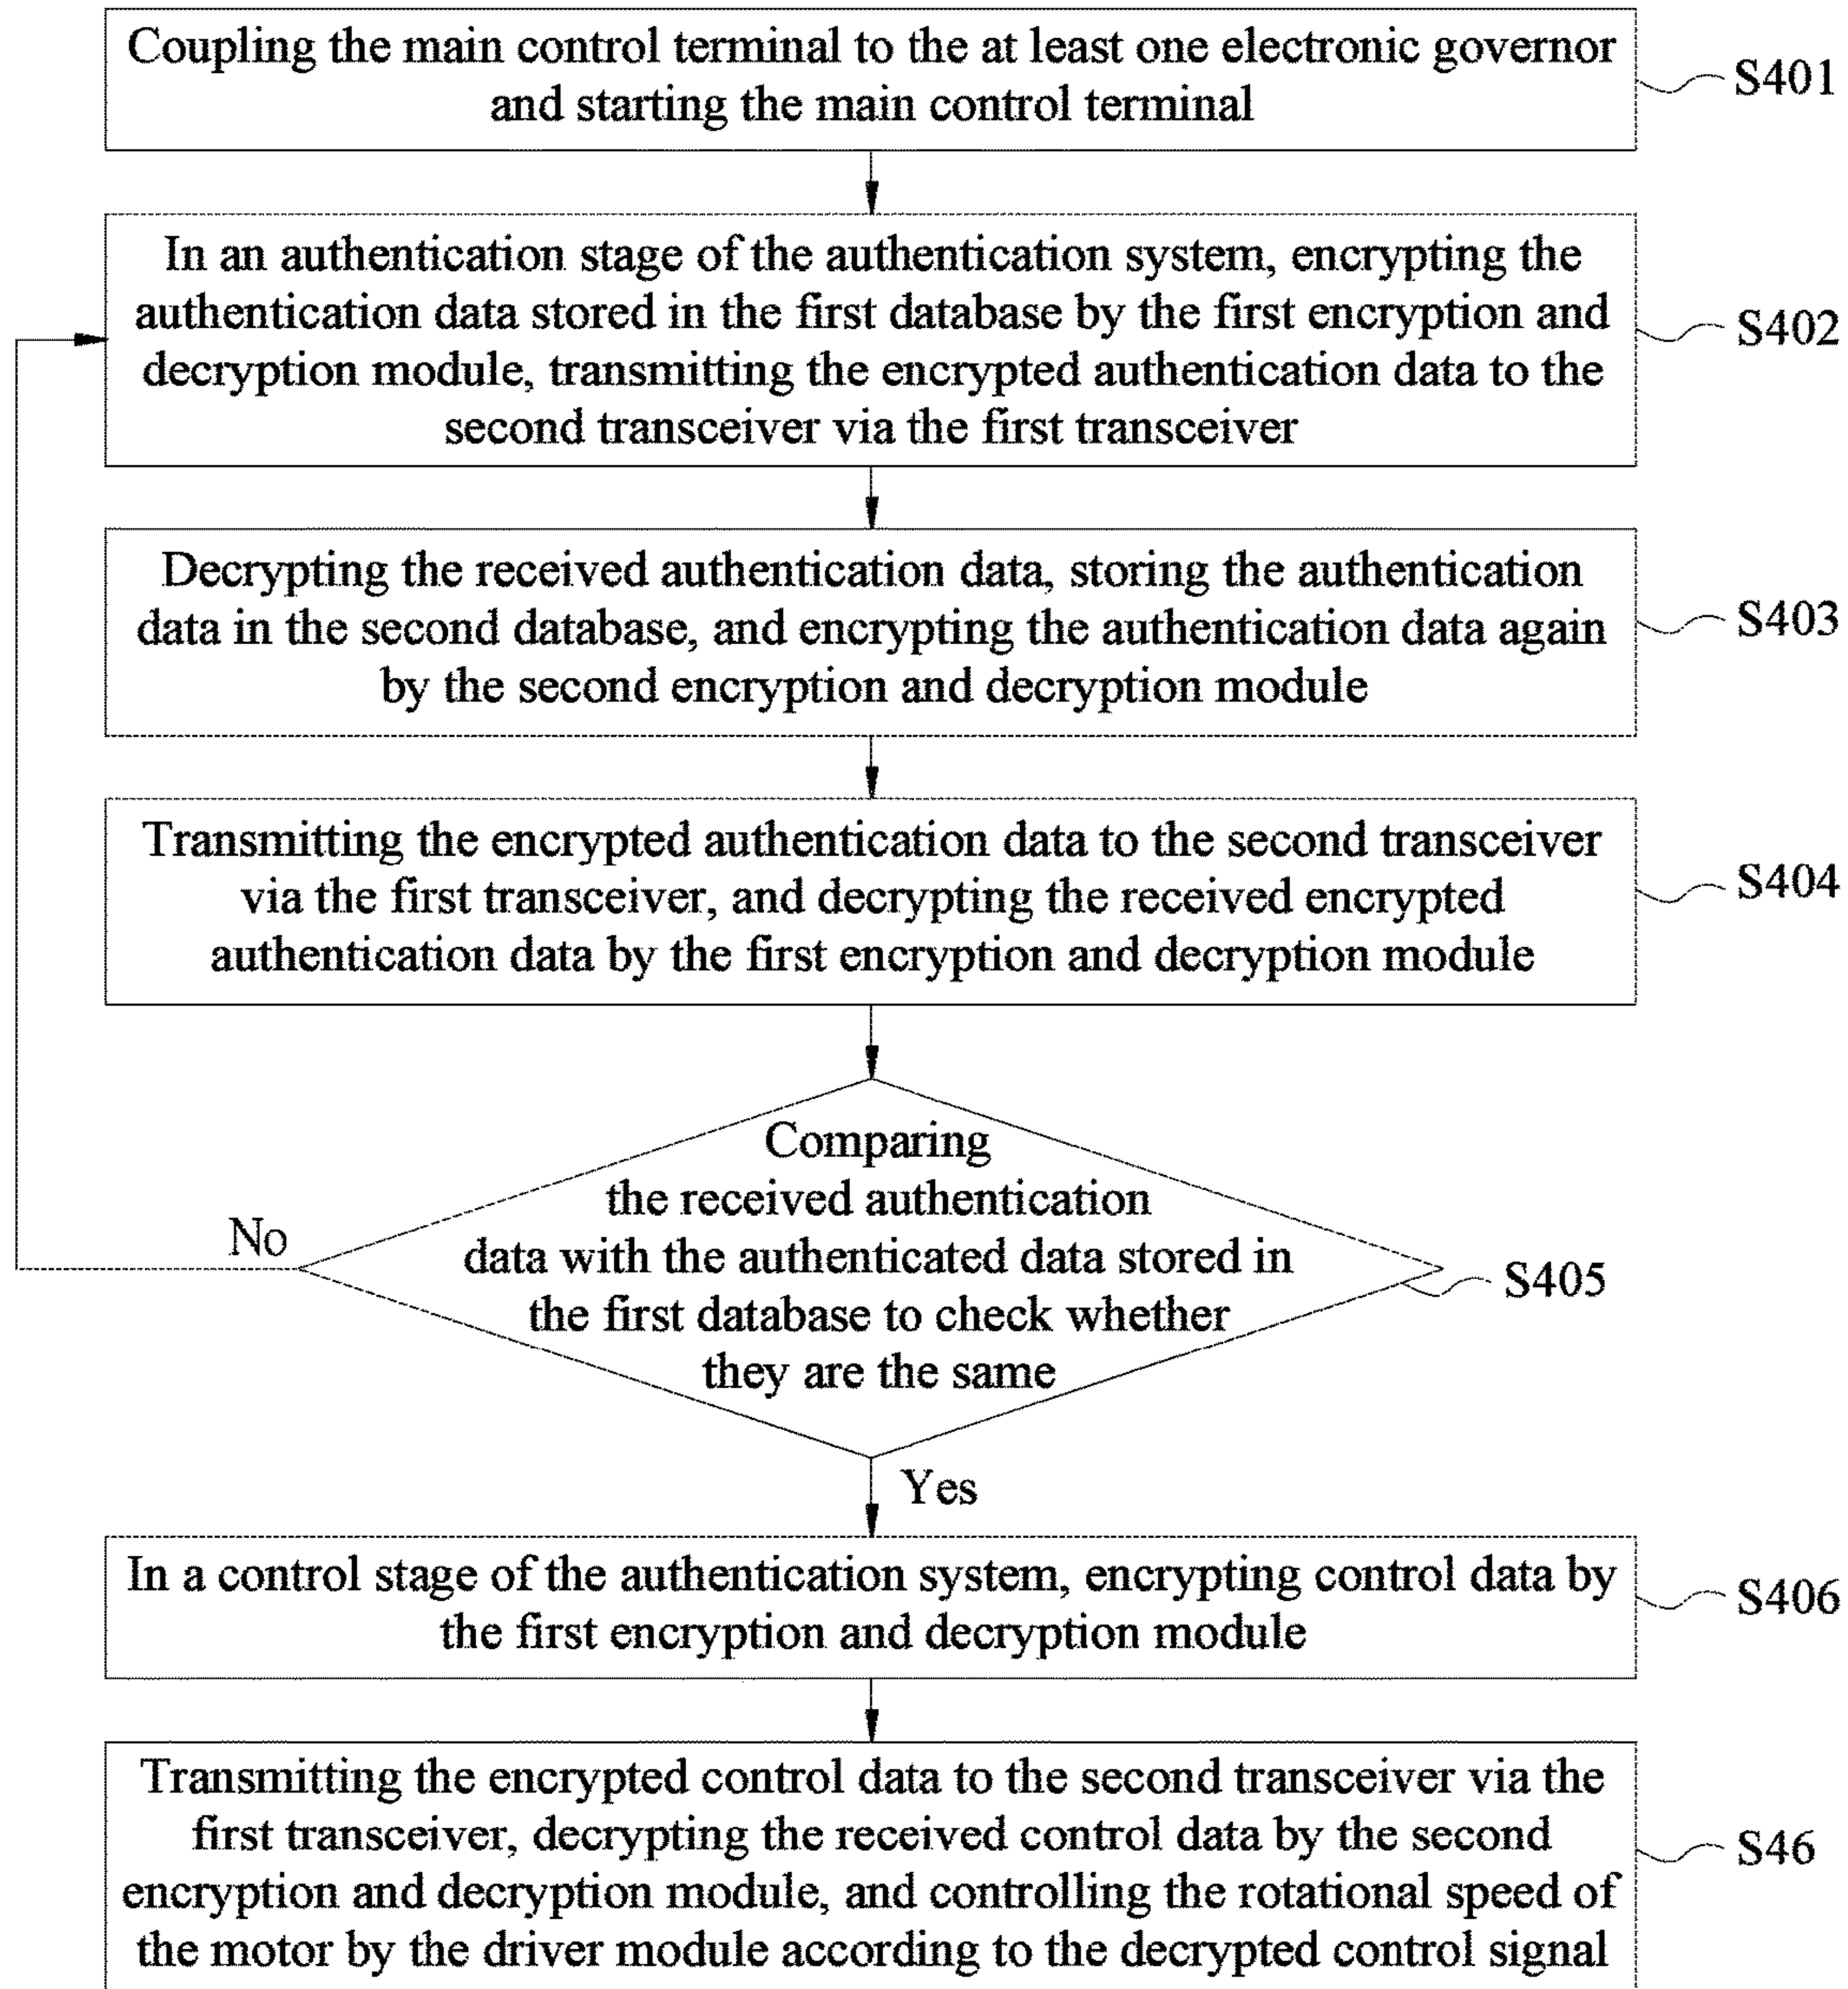 Coupling the main control terminal to the at least one electronic governor
and starting the main control terminal
S401
In an authentication stage of the authentication system, encrypting the
authentication data stored in the first database by the first encryption and
decryption module, transmitting the encrypted authentication data to the
second transceiver via the first transceiver
S402
Decrypting the received authentication data, storing the authentication
data in the second database, and encrypting the authentication data again
by the second encryption and decryption module
S403
Transmitting the encrypted authentication data to the second transceiver
via the first transceiver, and decrypting the received encrypted
authentication data by the first encryption and decryption module
S404
Comparing
the received authentication
data with the authenticated data stored in
the first database to check whether
they are the same
S405
No
Yes
In a control stage of the authentication system, encrypting control data by
the first encryption and decryption module
S406
Transmitting the encrypted control data to the second transceiver via the
first transceiver, decrypting the received control data by the second
encryption and decryption module, and controlling the rotational speed of
the motor by the driver module according to the decrypted control signal
S46